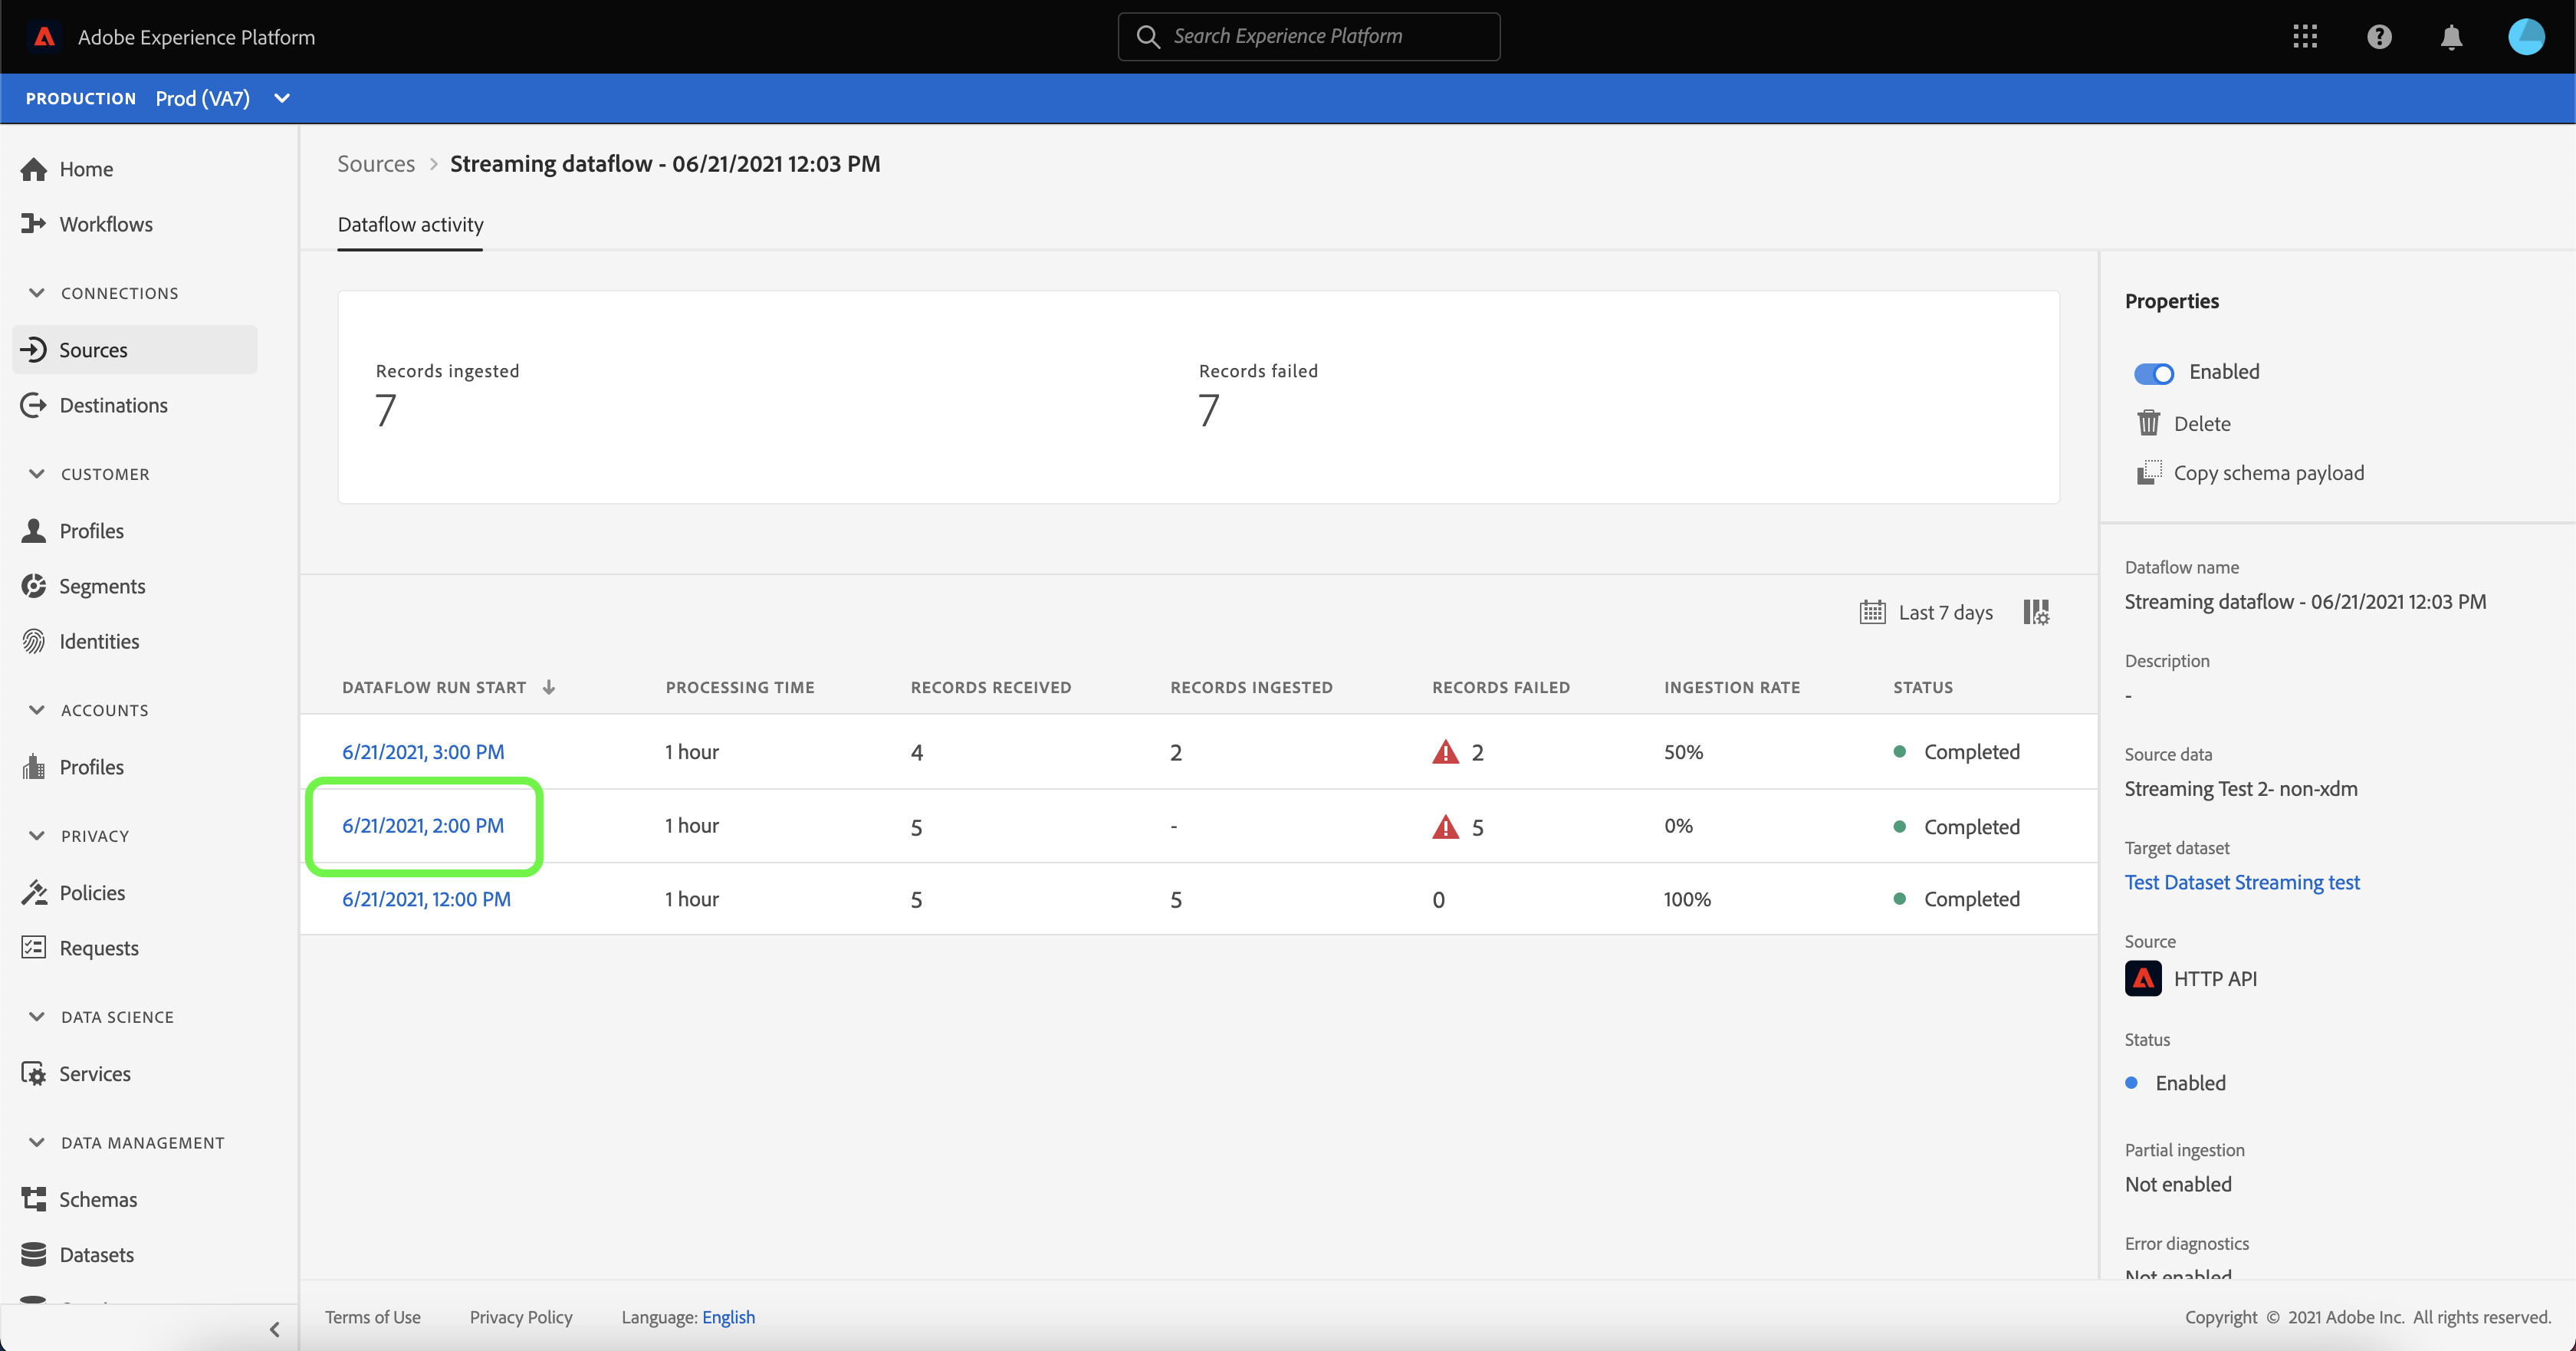 Adobe Experience Platform
Search Experience Platform
PRODUCTION Prod (VA7)
Home
Workflows
CONNECTIONS
Sources
Destinations
CUSTOMER
Profiles
Segments
Identities
ACCOUNTS
Profiles
PRIVACY
Policies
Requests
DATA SCIENCE
Services
DATA MANAGEMENT
Schemas
Datasets
Sources > Streaming dataflow - 06/21/2021 12:03 PM
Dataflow activity
Records ingested
7
Records failed
7
Last 7 days
DATAFLOW RUN START PROCESSING TIME RECORDS RECEIVED RECORDS INGESTED RECORDS FAILED INGESTION RATE STATUS
6/21/2021, 3:00 PM 1 hour 4 2 2 50% Completed
6/21/2021, 2:00 PM 1 hour 5 - 5 0% Completed
6/21/2021, 12:00 PM 1 hour 5 5 0 100% Completed
Properties
Enabled
Delete
Copy schema payload
Dataflow name
Streaming dataflow - 06/21/2021 12:03 PM
Description
-
Source data
Streaming Test 2- non-xdm
Target dataset
Test Dataset Streaming test
Source
HTTP API
Status
Enabled
Partial ingestion
Not enabled
Error diagnostics
Not enabled
Terms of Use Privacy Policy Language: English
Copyright © 2021 Adobe Inc. All rights reserved.